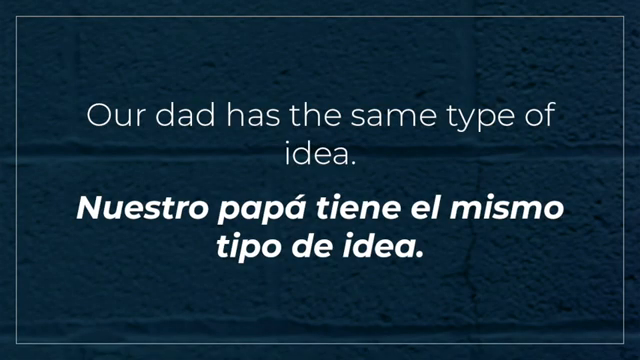 Our dad has the same type of
idea.
Nuestro papá tiene el mismo
tipo de idea.